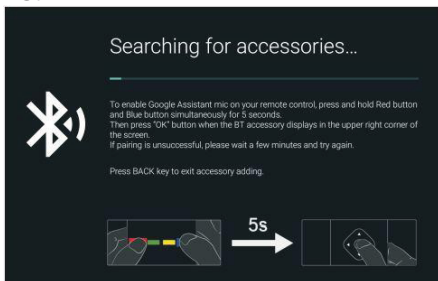 Searching for accessories...
To enable Google Assistant mic on your remote control, press and hold Red button
and Blue button simultaneously for 5 seconds.
Then press "OK" button when the BT accessory displays in the upper right corner of
the screen.
If pairing is unsuccessful, please wait a few minutes and try again.
Press BACK key to exit accessory adding.
5s